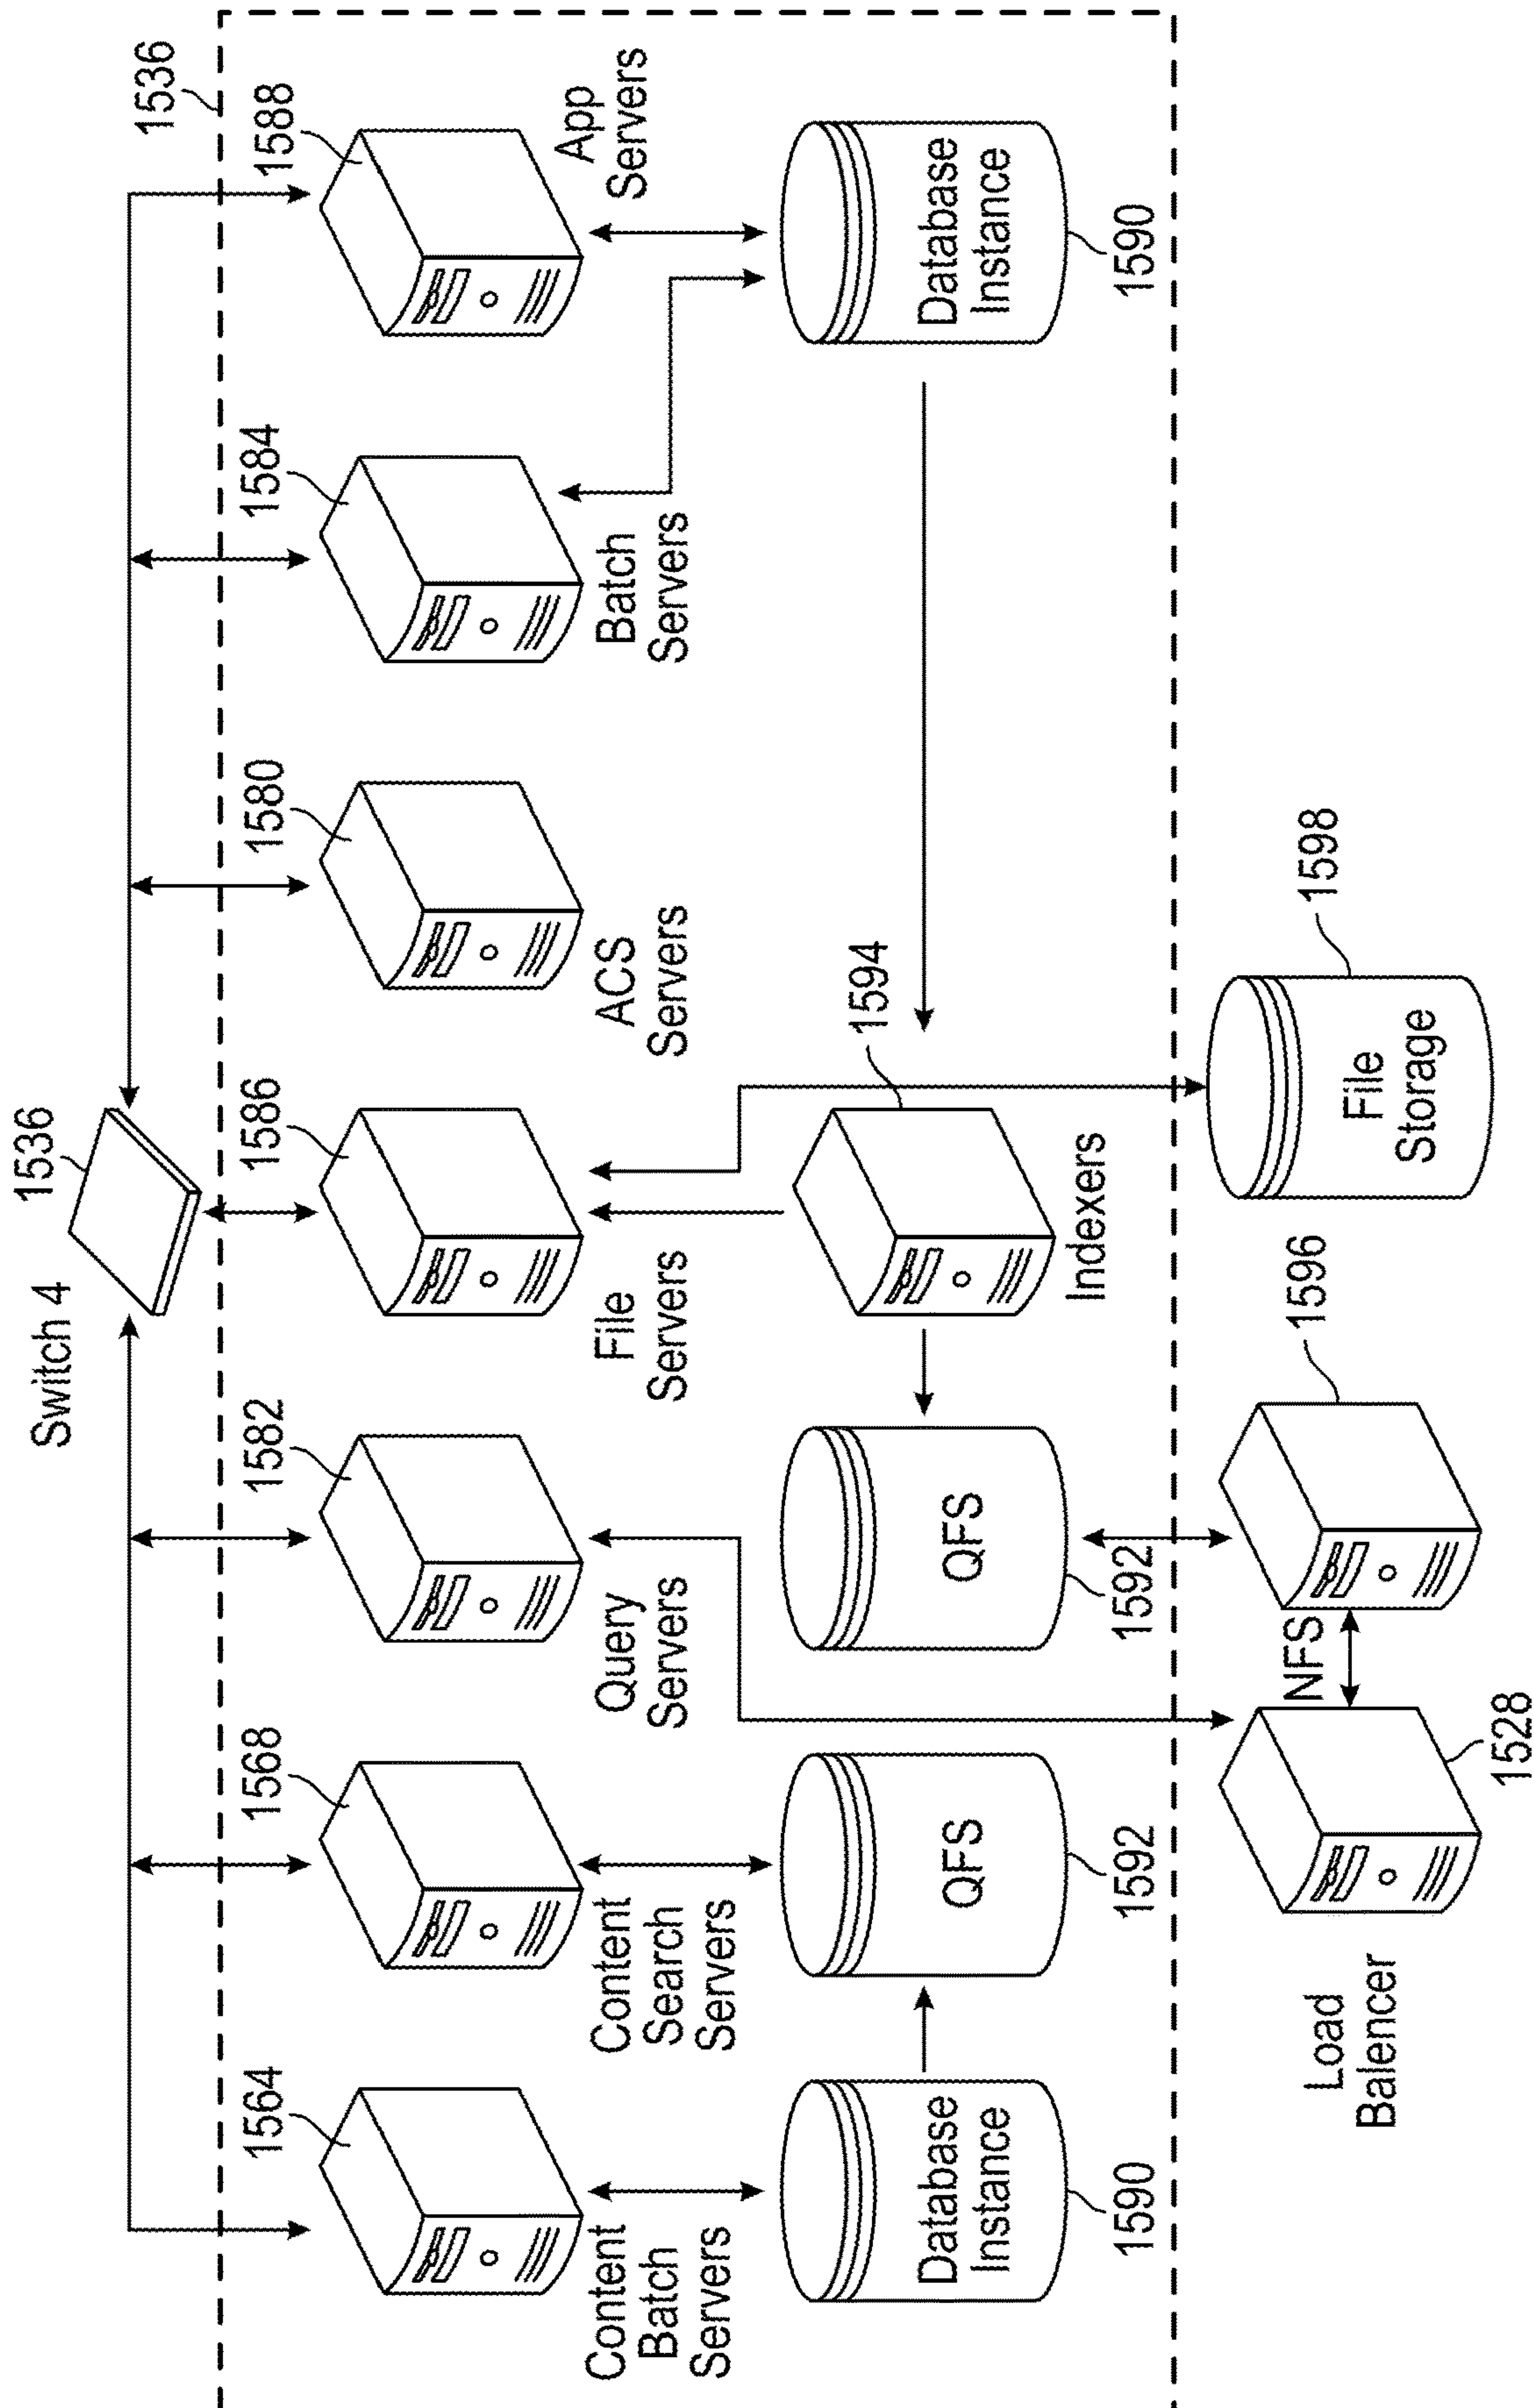 Switch 4
1536
1536
1564
1568
1582
1586
1580
1584
1588
Content
Batch
Servers
Content
Search
Servers
Query
Servers
File
Servers
ACS
Servers
Batch
Servers
App
Servers
1594
Database
Instance
QFS
QFS
Indexers
Database
Instance
1590
1592
1592
1590
Load
Balencer
1528
NFS
1596
File
Storage
1598